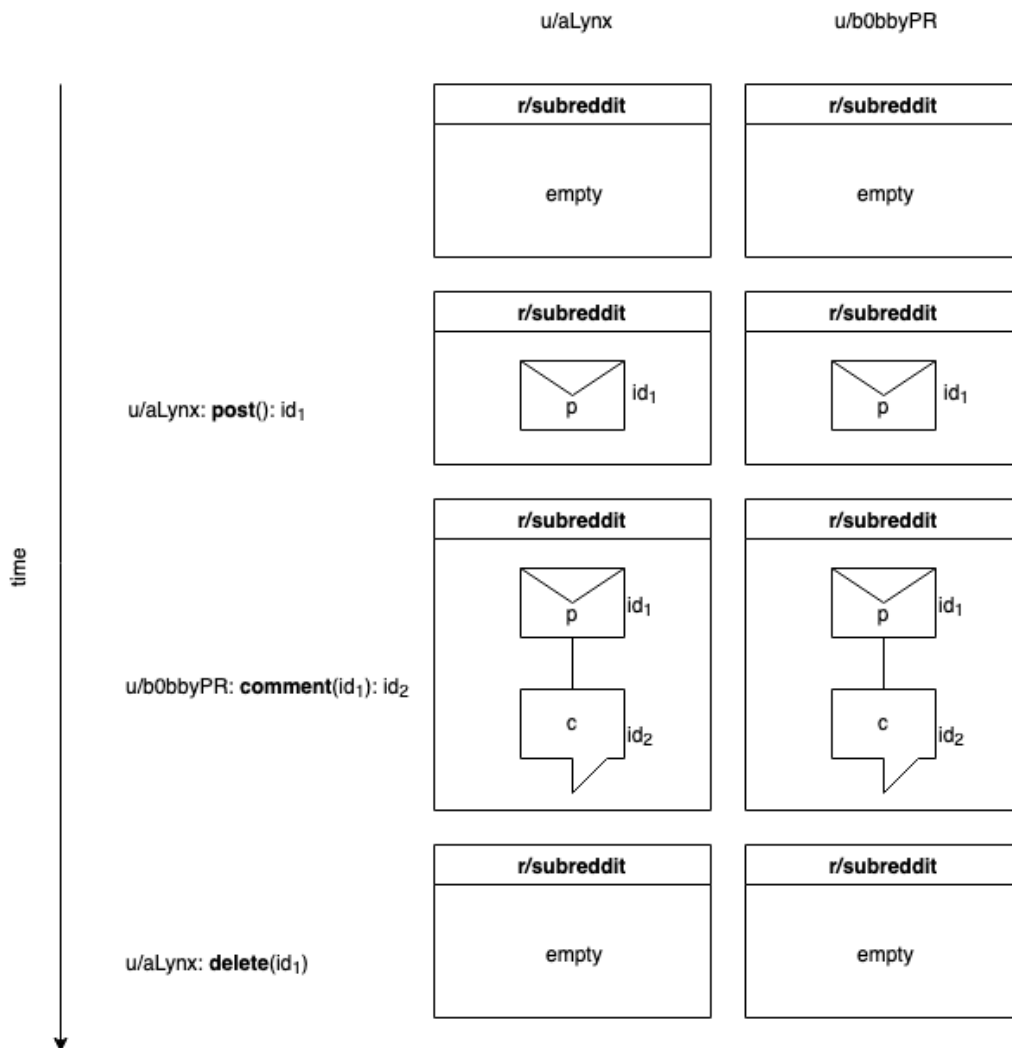 u/aLynx u/b0bbyPR
r/subreddit r/subreddit
empty empty
r/subreddit r/subreddit
u/aLynx: post(): id₁ p id₁ p id₁
r/subreddit r/subreddit
time
p id₁ p id₁
u/b0bbyPR: comment(id₁): id₂ c id₂ c id₂
r/subreddit r/subreddit
u/aLynx: delete(id₁) empty empty